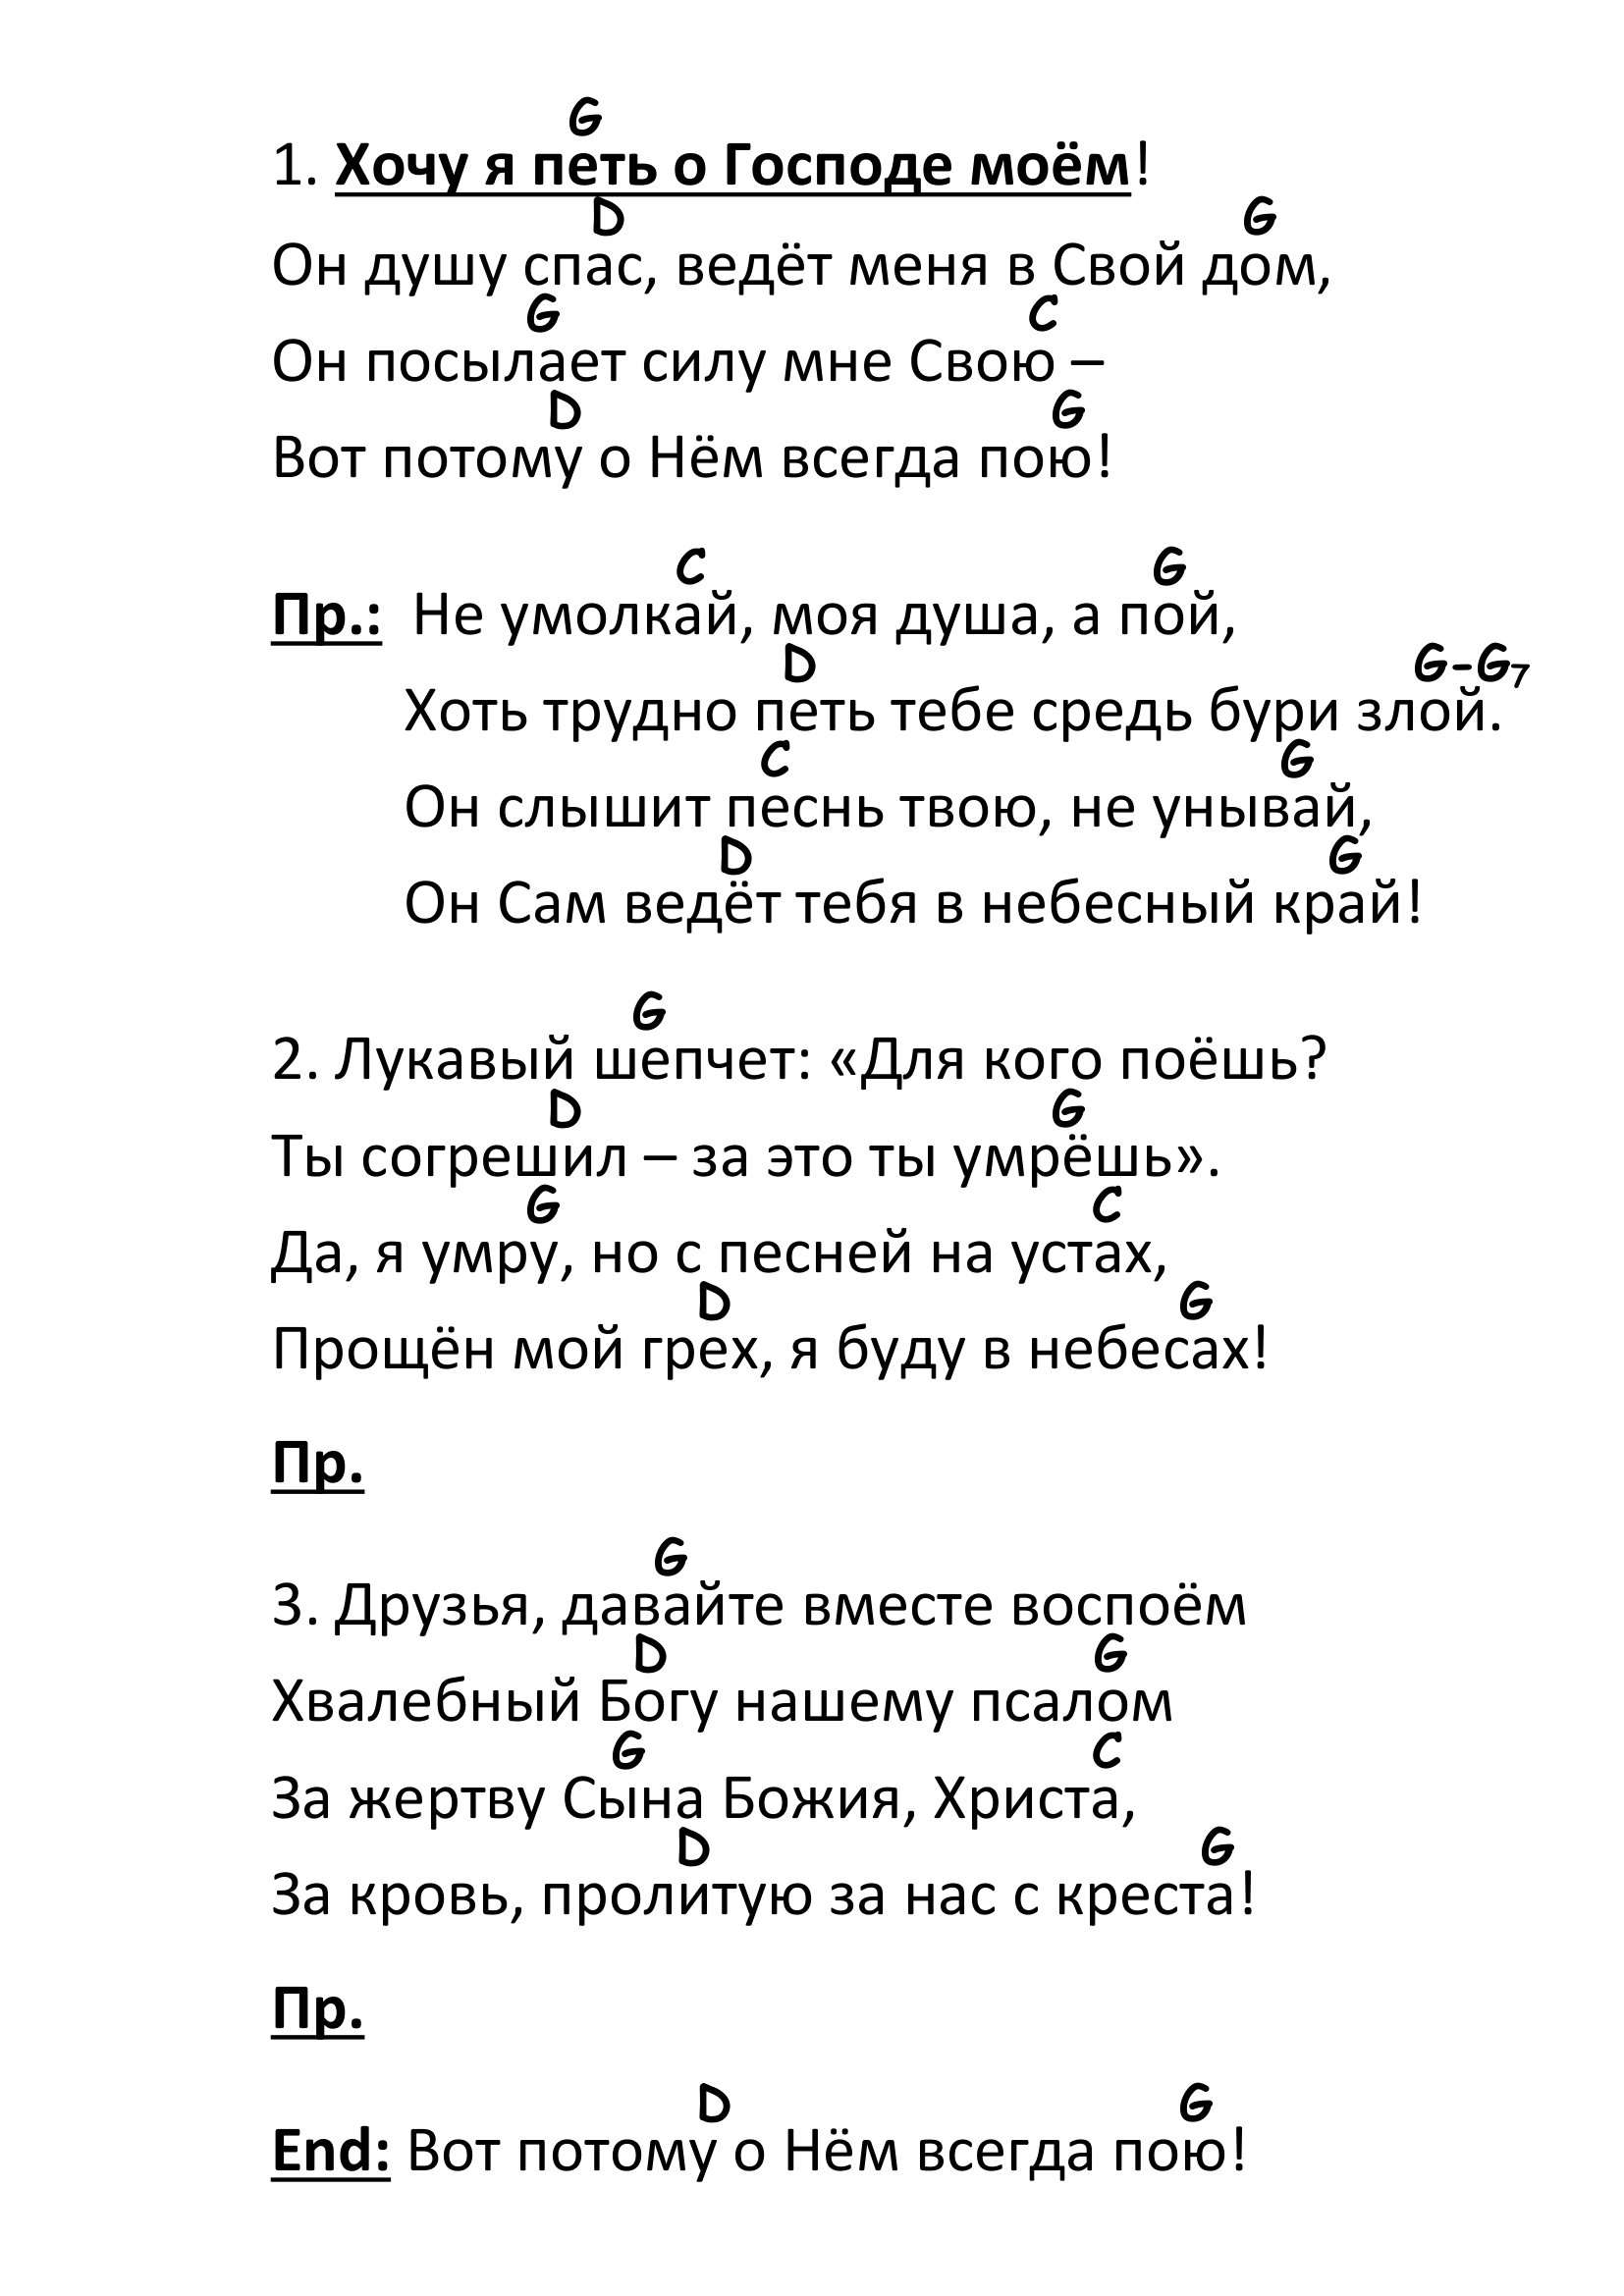 G
1. Хочу я петь о Господе моём!
D G
Он душу спас, ведёт меня в Свой дом,
G C
Он посылает силу мне Свою –
D G
Вот потому о Нём всегда пою!
C G
Пр.: Не умолкай, моя душа, а пой,
D G-G7
Хоть трудно петь тебе средь бури злой.
C G
Он слышит песнь твою, не унывай,
D G
Он Сам ведёт тебя в небесный край!
G
2. Лукавый шепчет: «Для кого поёшь?
D G
Ты согрешил – за это ты умрёшь».
G C
Да, я умру, но с песней на устах,
D G
Прощён мой грех, я буду в небесах!
Пр.
G
3. Друзья, давайте вместе воспоём
D G
Хвалебный Богу нашему псалом
G C
За жертву Сына Божия, Христа,
D G
За кровь, пролитую за нас с креста!
Пр.
D G
End: Вот потому о Нём всегда пою!